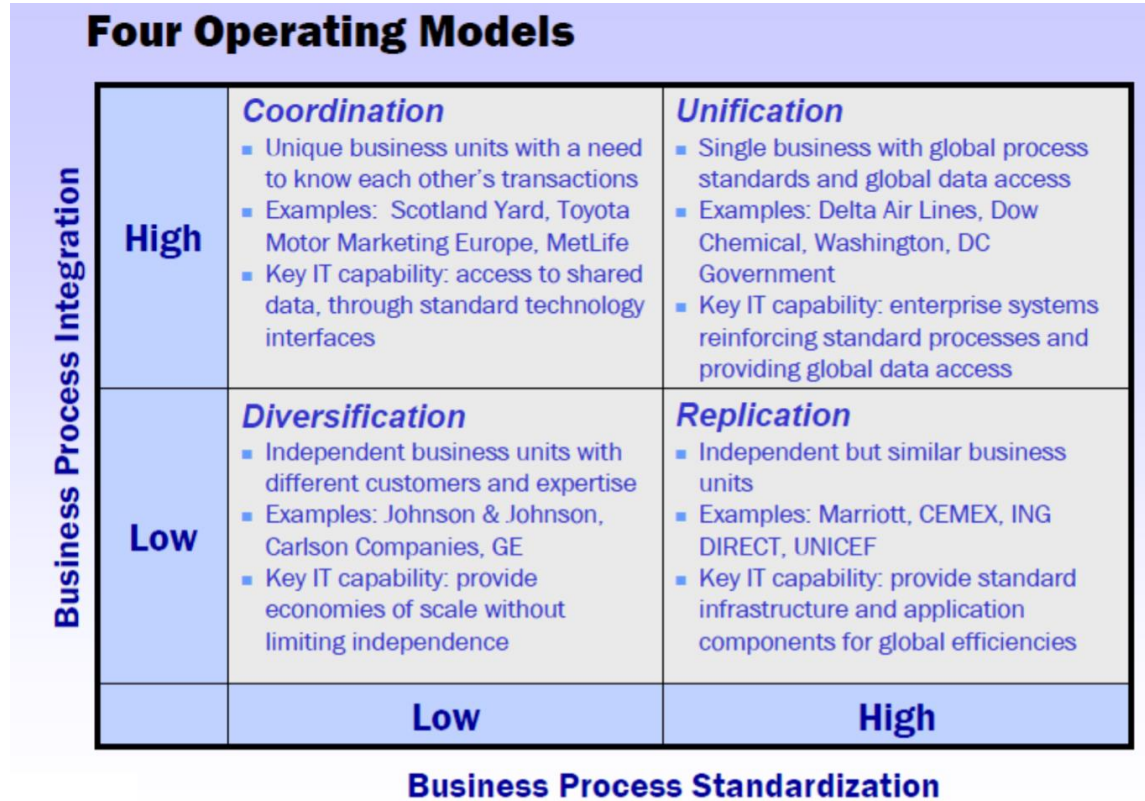 Four Operating Models
Business Process Integration
High
Coordination
▪ Unique business units with a need
to know each other's transactions
▪ Examples: Scotland Yard, Toyota
Motor Marketing Europe, MetLife
▪ Key IT capability: access to shared
data, through standard technology
interfaces
Unification
▪ Single business with global process
standards and global data access
▪ Examples: Delta Air Lines, Dow
Chemical, Washington, DC
Government
▪ Key IT capability: enterprise systems
reinforcing standard processes and
providing global data access
Low
Diversification
▪ Independent business units with
different customers and expertise
▪ Examples: Johnson & Johnson,
Carlson Companies, GE
▪ Key IT capability: provide
economies of scale without
limiting independence
Replication
▪ Independent but similar business
units
▪ Examples: Marriott, CEMEX, ING
DIRECT, UNICEF
▪ Key IT capability: provide standard
infrastructure and application
components for global efficiencies
Low
High
Business Process Standardization